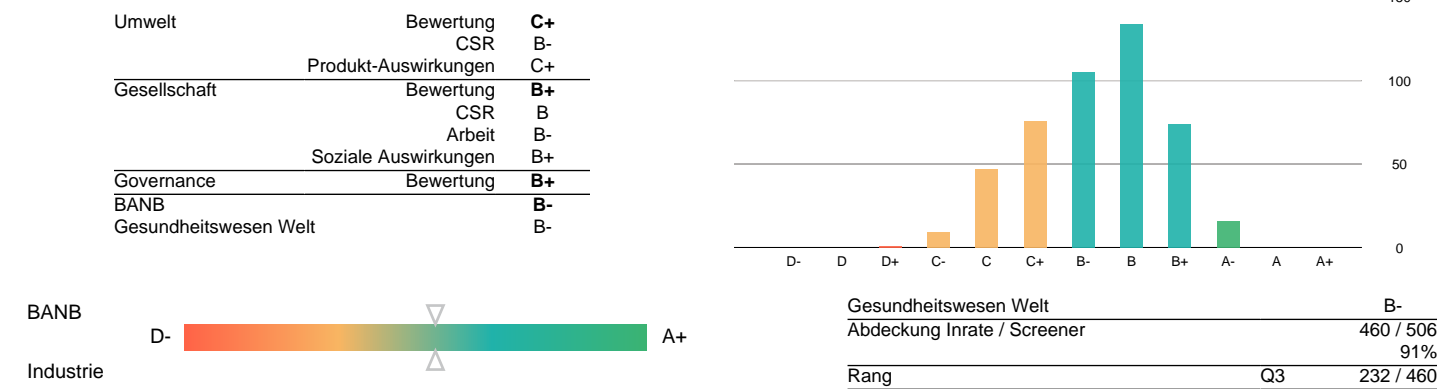 Umwelt Bewertung C+
CSR B-
Produkt-Auswirkungen C+
Gesellschaft Bewertung B+
CSR B
Arbeit B-
Soziale Auswirkungen B+
Governance Bewertung B+
BANB B-
Gesundheitswesen Welt B-
100
50
0
D- D D+ C- C C+ B- B B+ A- A A+
BANB
D- A+
Industrie
Gesundheitswesen Welt B-
Abdeckung Inrate / Screener 460 / 506
91%
Rang Q3 232 / 460